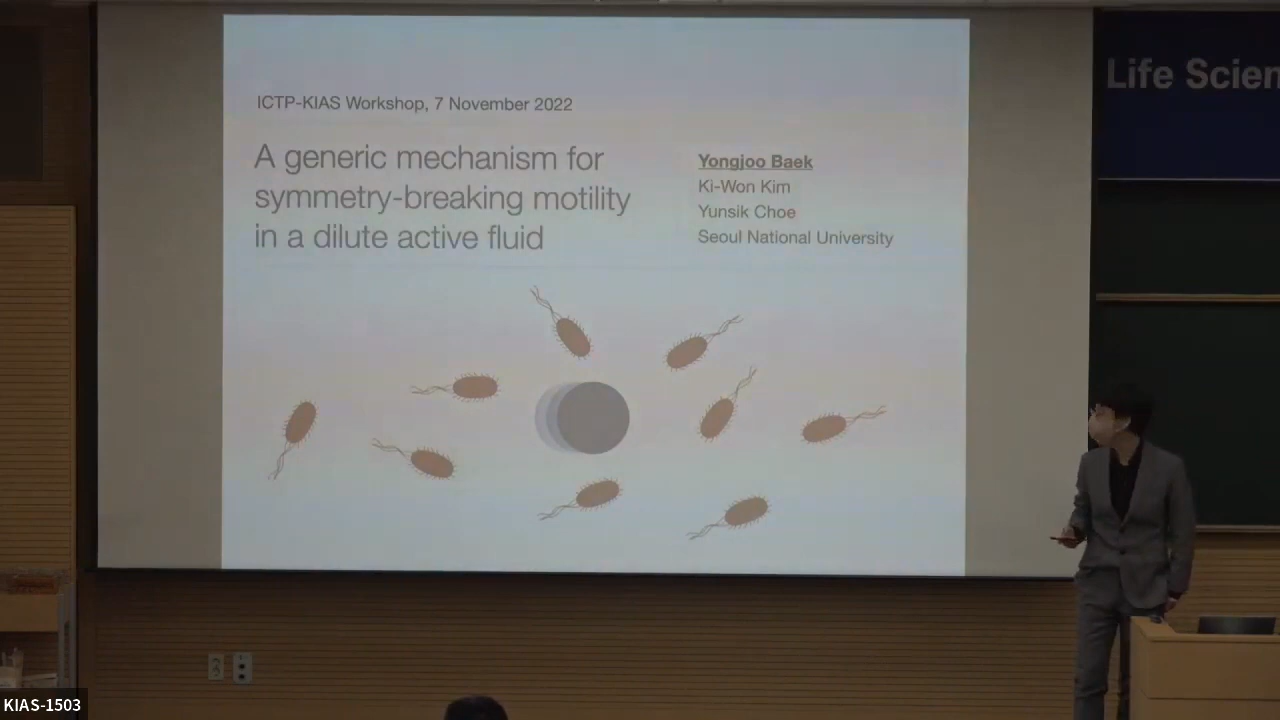 Life Scien
ICTP-KIAS Workshop, 7 November 2022
A generic mechanism for
symmetry-breaking motility
in a dilute active fluid
Yongjoo Baek
Ki-Won Kim
Yunsik Choe
Seoul National University
KIAS-1503